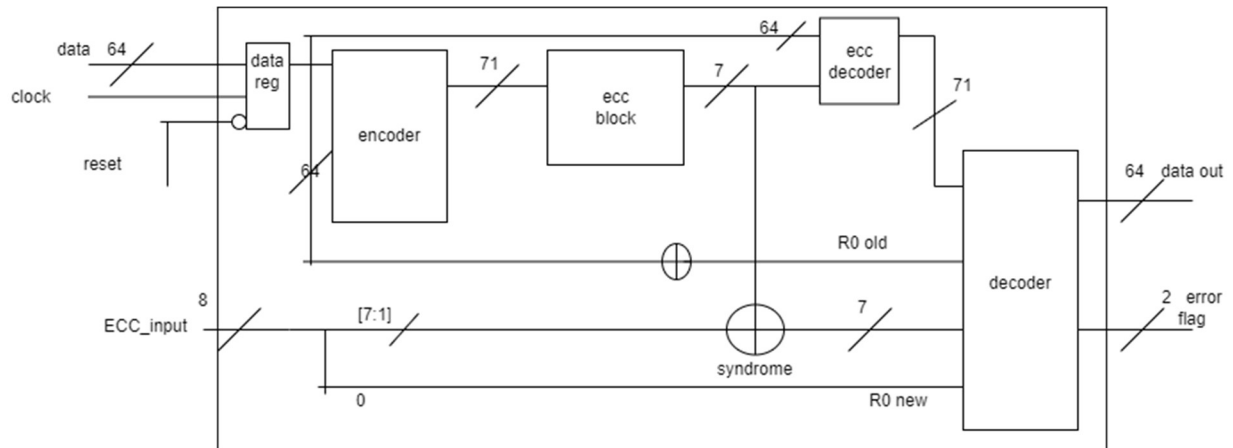 data 64
clock
reset
data
reg
64
encoder
71
ecc
block
7
64
ecc
decoder
71
R0 old
decoder
64 data out
8
ECC_input
[7:1]
syndrome
7
2 error
flag
0
R0 new